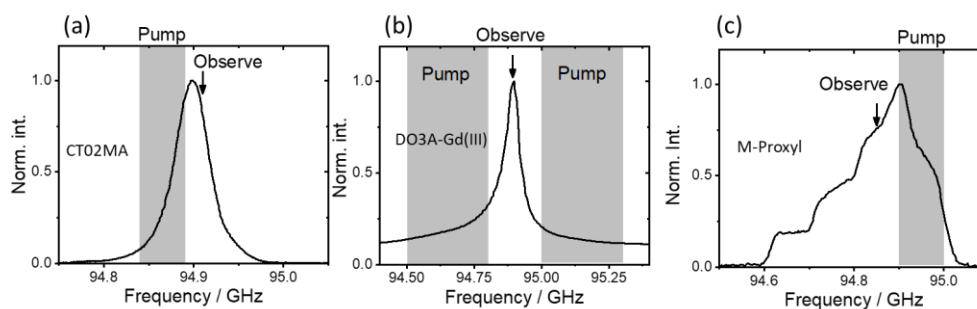 (a)
Pump
Observe
1.0
0.5
0.0
Norm. int.
CT02MA
94.8 94.9 95.0
Frequency / GHz
(b)
Observe
Pump Pump
1.0
0.5
0.0
Norm. int.
DO3A-Gd(III)
94.50 94.75 95.00 95.25
Frequency / GHz
(c)
Pump
Observe
1.0
0.5
0.0
Norm. Int.
M-Proxyl
94.6 94.8 95.0
Frequency / GHz